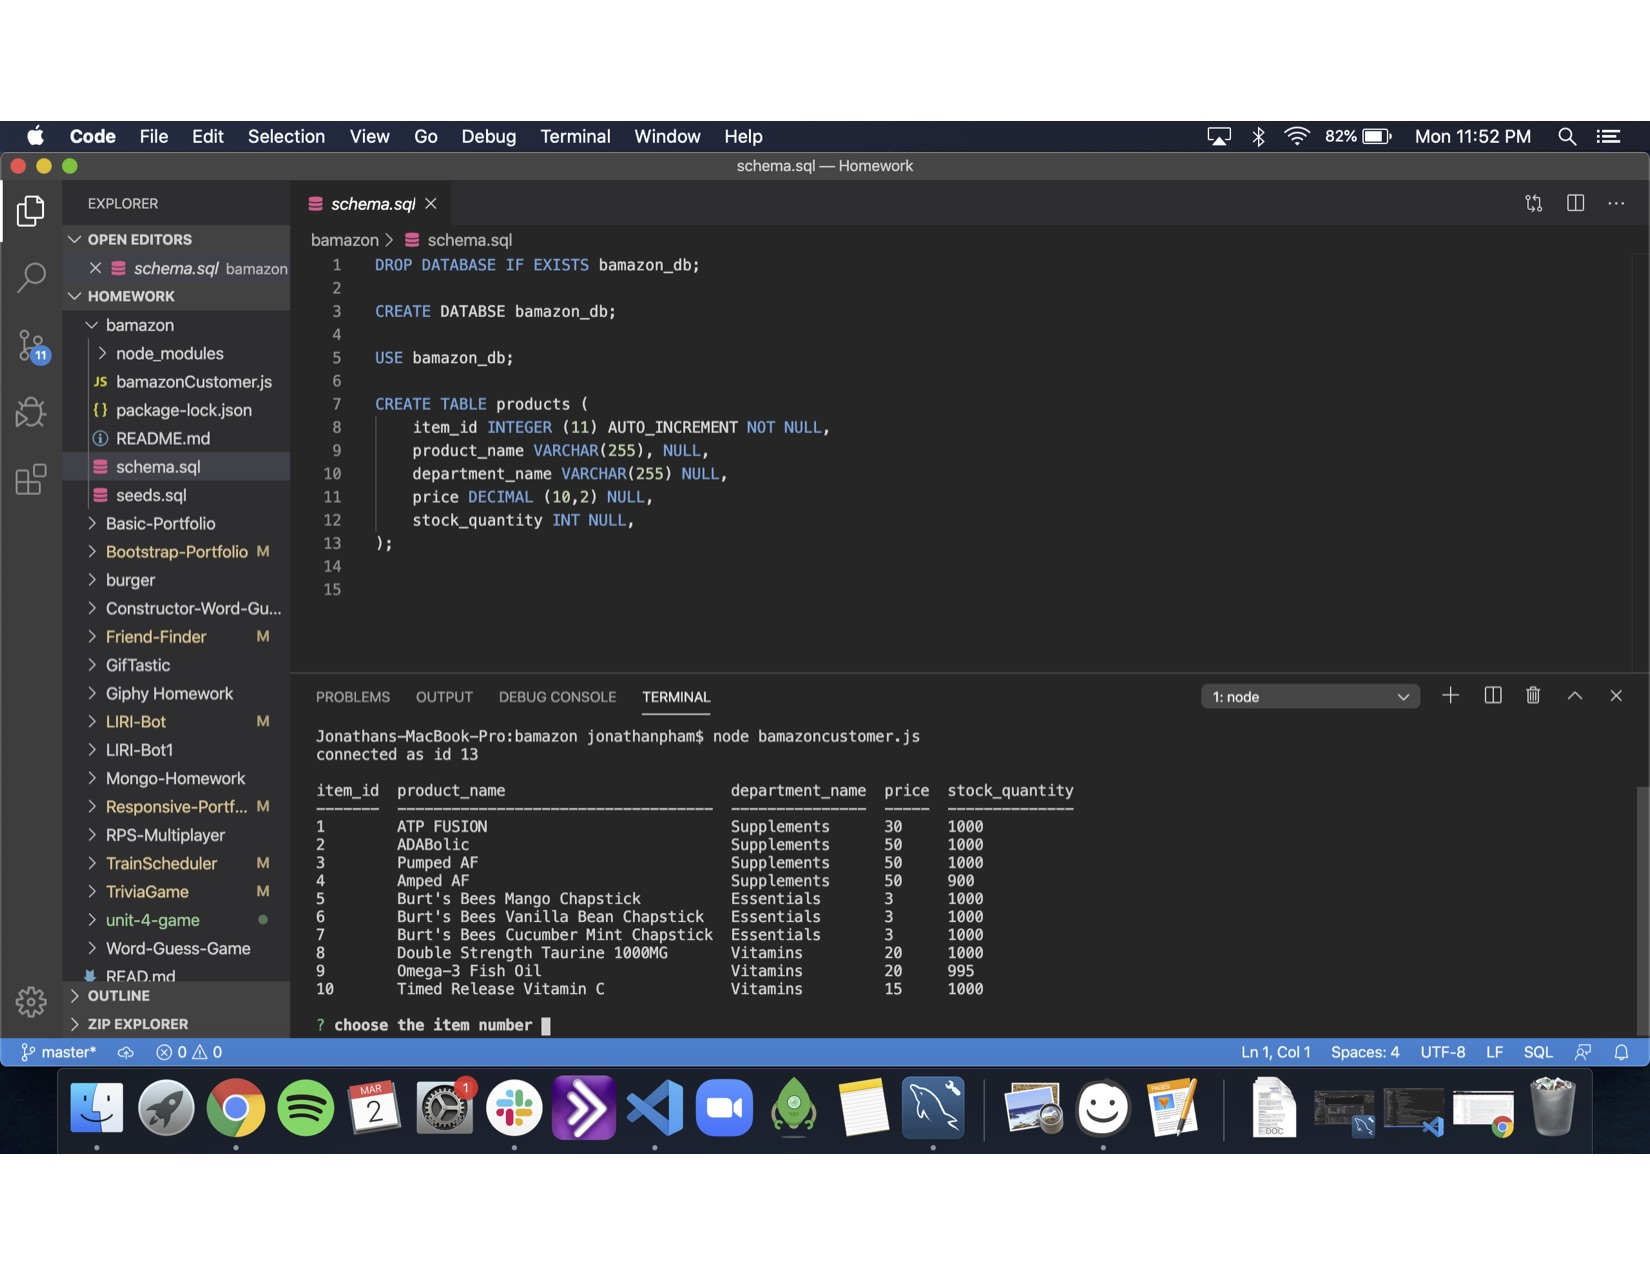 Code File Edit Selection View Go Debug Terminal Window Help 82% Mon 11:52 PM
schema.sql — Homework
EXPLORER
OPEN EDITORS
schema.sql bamazon
HOMEWORK
bamazon
node_modules
JS bamazonCustomer.js
{} package-lock.json
README.md
schema.sql
seeds.sql
Basic-Portfolio
Bootstrap-Portfolio M
burger
Constructor-Word-Gu...
Friend-Finder M
GifTastic
Giphy Homework
LIRI-Bot M
LIRI-Bot1
Mongo-Homework
Responsive-Portf... M
RPS-Multiplayer
TrainScheduler M
TriviaGame M
unit-4-game
Word-Guess-Game
READ.md
OUTLINE
ZIP EXPLORER
11
schema.sql
bamazon > schema.sql
1 DROP DATABASE IF EXISTS bamazon_db;
2
3 CREATE DATABSE bamazon_db;
4
5 USE bamazon_db;
6
7 CREATE TABLE products (
8 item_id INTEGER (11) AUTO_INCREMENT NOT NULL,
9 product_name VARCHAR(255), NULL,
10 department_name VARCHAR(255) NULL,
11 price DECIMAL (10,2) NULL,
12 stock_quantity INT NULL,
13 );
14
15
PROBLEMS OUTPUT DEBUG CONSOLE TERMINAL 1: node
Jonathans-MacBook-Pro:bamazon jonathanpham$ node bamazoncustomer.js
connected as id 13
item_id product_name department_name price stock_quantity
------- ----------------------------------- --------------- ----- --------------
1 ATP FUSION Supplements 30 1000
2 ADABolic Supplements 50 1000
3 Pumped AF Supplements 50 1000
4 Amped AF Supplements 50 900
5 Burt's Bees Mango Chapstick Essentials 3 1000
6 Burt's Bees Vanilla Bean Chapstick Essentials 3 1000
7 Burt's Bees Cucumber Mint Chapstick Essentials 3 1000
8 Double Strength Taurine 1000MG Vitamins 20 1000
9 Omega-3 Fish Oil Vitamins 20 995
10 Timed Release Vitamin C Vitamins 15 1000
? choose the item number
master* 0 0 Ln 1, Col 1 Spaces: 4 UTF-8 LF SQL
MAR
2
1
PAGES
DOC